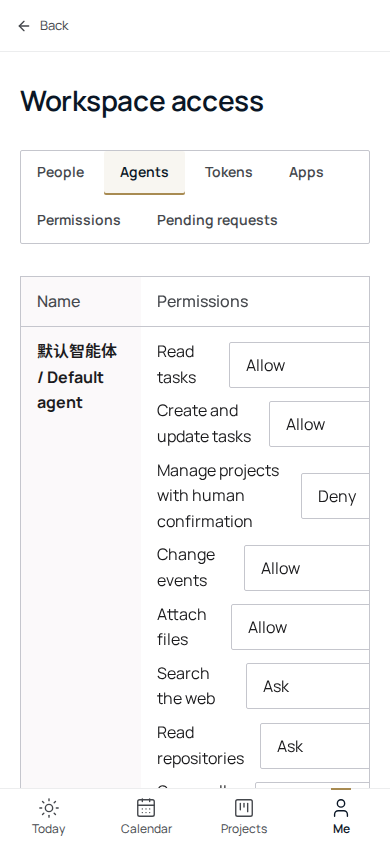 Back
Workspace access
People
Agents
Tokens
Apps
Permissions
Pending requests
Name
Permissions
默认智能体
/ Default
agent
Read
tasks
Allow
Create and
update tasks
Allow
Manage projects
with human
confirmation
Deny
Change
events
Allow
Attach
files
Allow
Search
the web
Ask
Read
repositories
Ask
Today
Calendar
Projects
Me